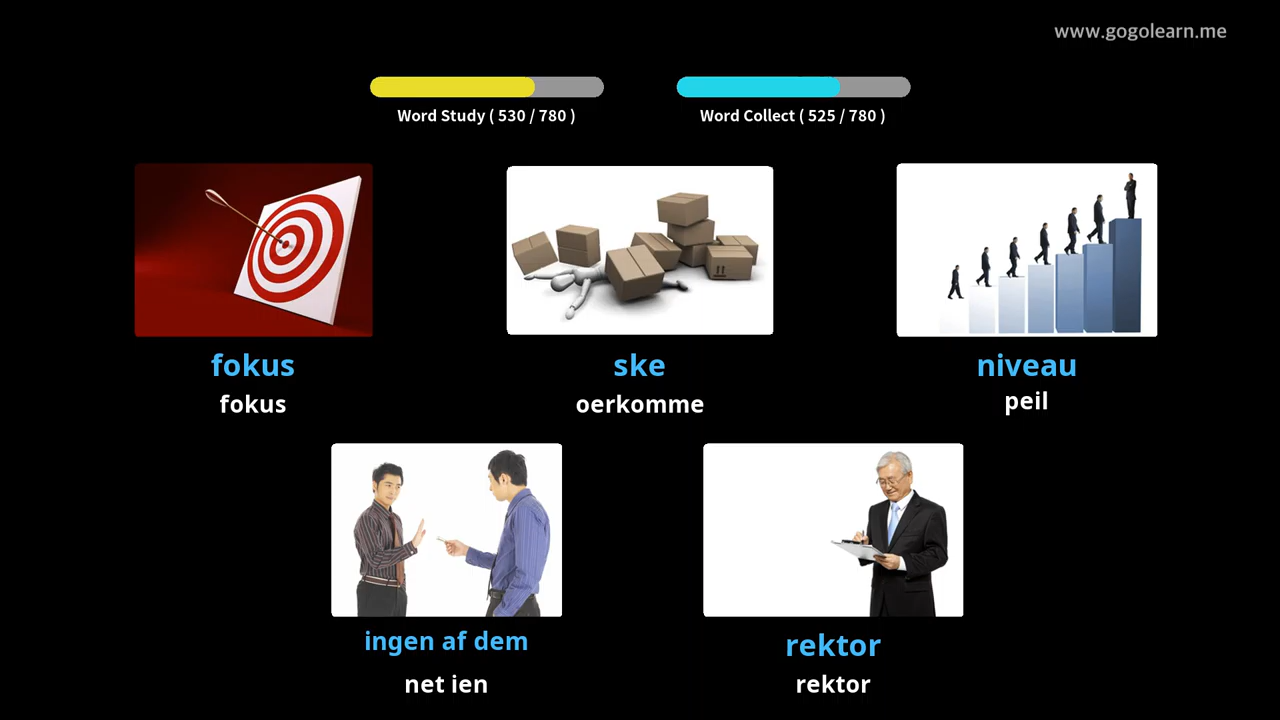 www.gogolearn.me
Word Study ( 530 / 780 )
Word Collect ( 525 / 780 )
fokus
fokus
ske
oerkomme
niveau
peil
ingen af dem
net ien
rektor
rektor